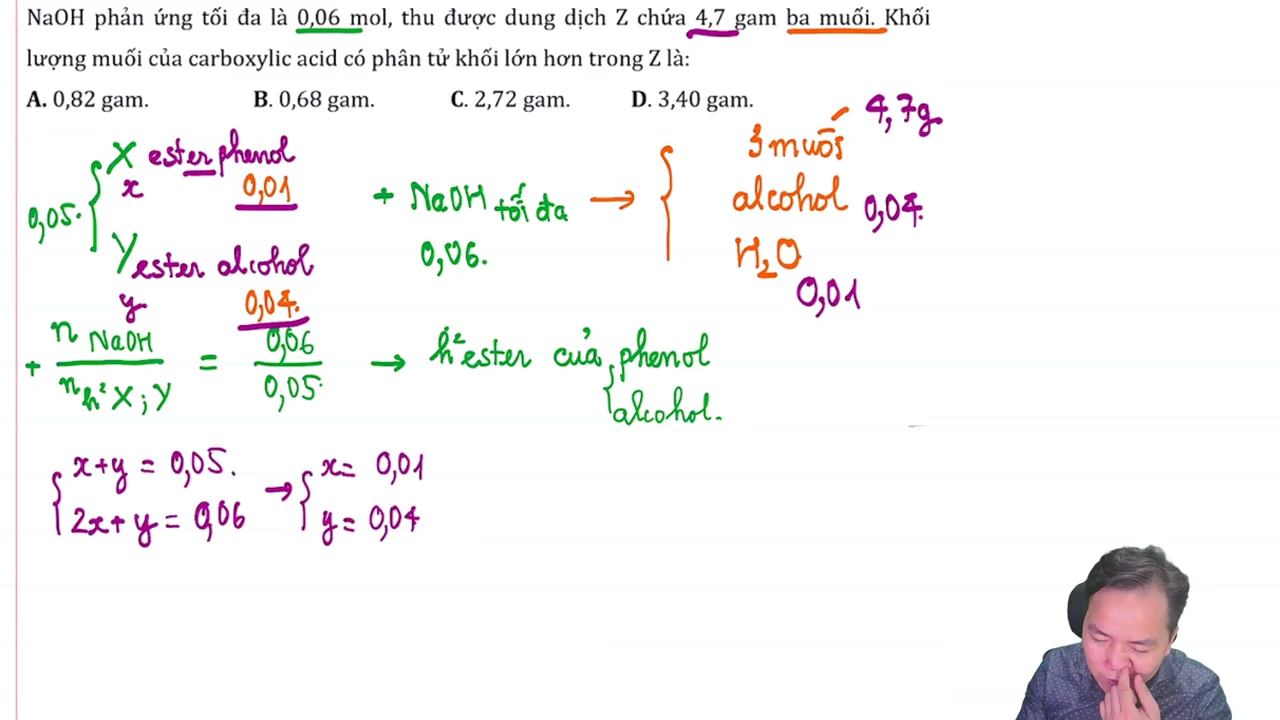 NaOH phản ứng tối đa là 0,06 mol, thu được dung dịch Z chứa 4,7 gam ba muối. Khối
lượng muối của carboxylic acid có phân tử khối lớn hơn trong Z là:
A. 0,82 gam. B. 0,68 gam. C. 2,72 gam. D. 3,40 gam.
X ester phenol
x 0,01
0,05.
Y ester alcohol
y 0,04.
+ NaOH tối đa
0,06.
→
3 muối 4,7g
alcohol 0,04.
H₂O
0,01
+ n NaOH / n h² X; Y = 0,06 / 0,05. → h² ester của phenol
alcohol.
x+y = 0,05. → x= 0,01
2x+y = 0,06 y= 0,04